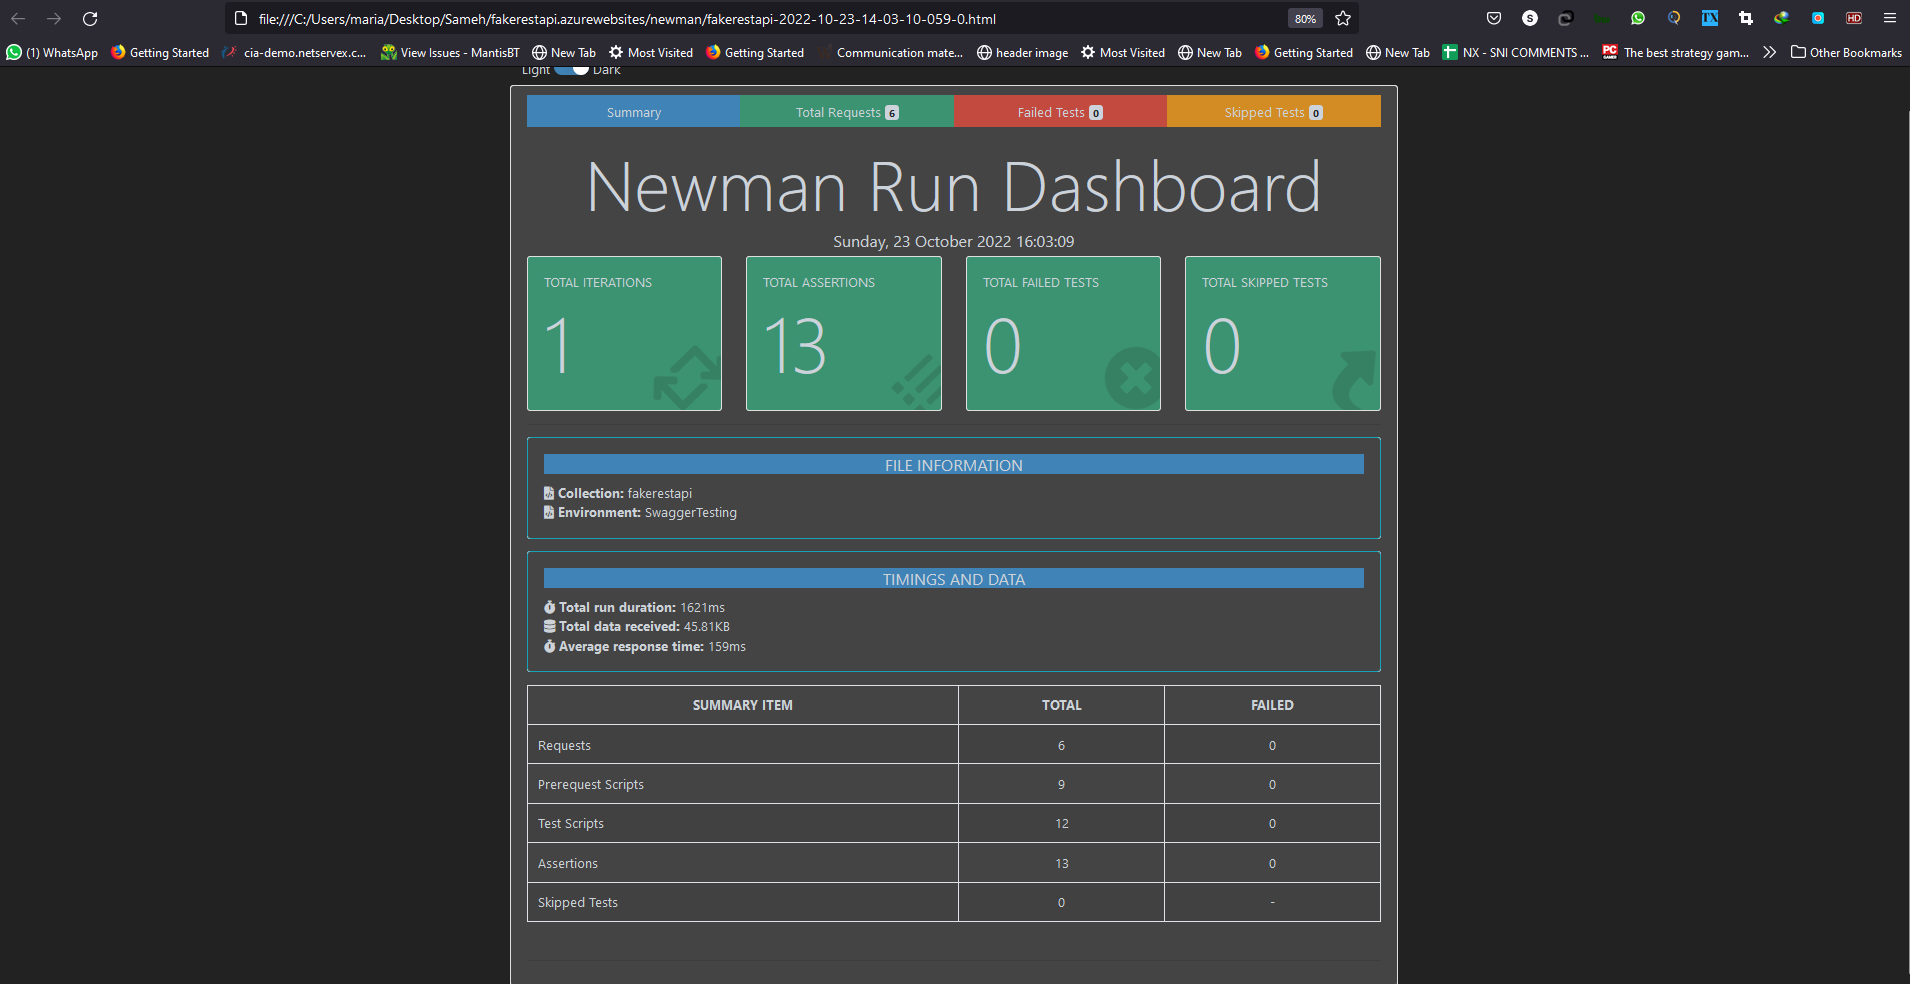 file:///C:/Users/maria/Desktop/Sameh/fakerestapi.azurewebsites/newman/fakerestapi-2022-10-23-14-03-10-059-0.html 80% S TX HD
(1) WhatsApp Getting Started cia-demo.netservex.c... View Issues - MantisBT New Tab Most Visited Getting Started Communication mate... header image Most Visited New Tab Getting Started New Tab NX - SNI COMMENTS ... PC GAMER The best strategy gam... Other Bookmarks
Light Dark
Summary Total Requests 6 Failed Tests 0 Skipped Tests 0
Newman Run Dashboard
Sunday, 23 October 2022 16:03:09
TOTAL ITERATIONS TOTAL ASSERTIONS TOTAL FAILED TESTS TOTAL SKIPPED TESTS
1 13 0 0
FILE INFORMATION
Collection: fakerestapi
Environment: SwaggerTesting
TIMINGS AND DATA
Total run duration: 1621ms
Total data received: 45.81KB
Average response time: 159ms
SUMMARY ITEM TOTAL FAILED
Requests 6 0
Prerequest Scripts 9 0
Test Scripts 12 0
Assertions 13 0
Skipped Tests 0 -